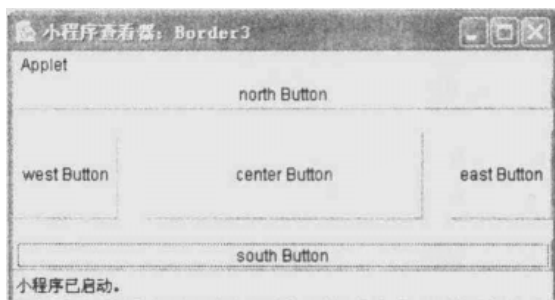 小程序查看器: Border3
Applet
north Button
west Button center Button east Button
south Button
小程序已启动。